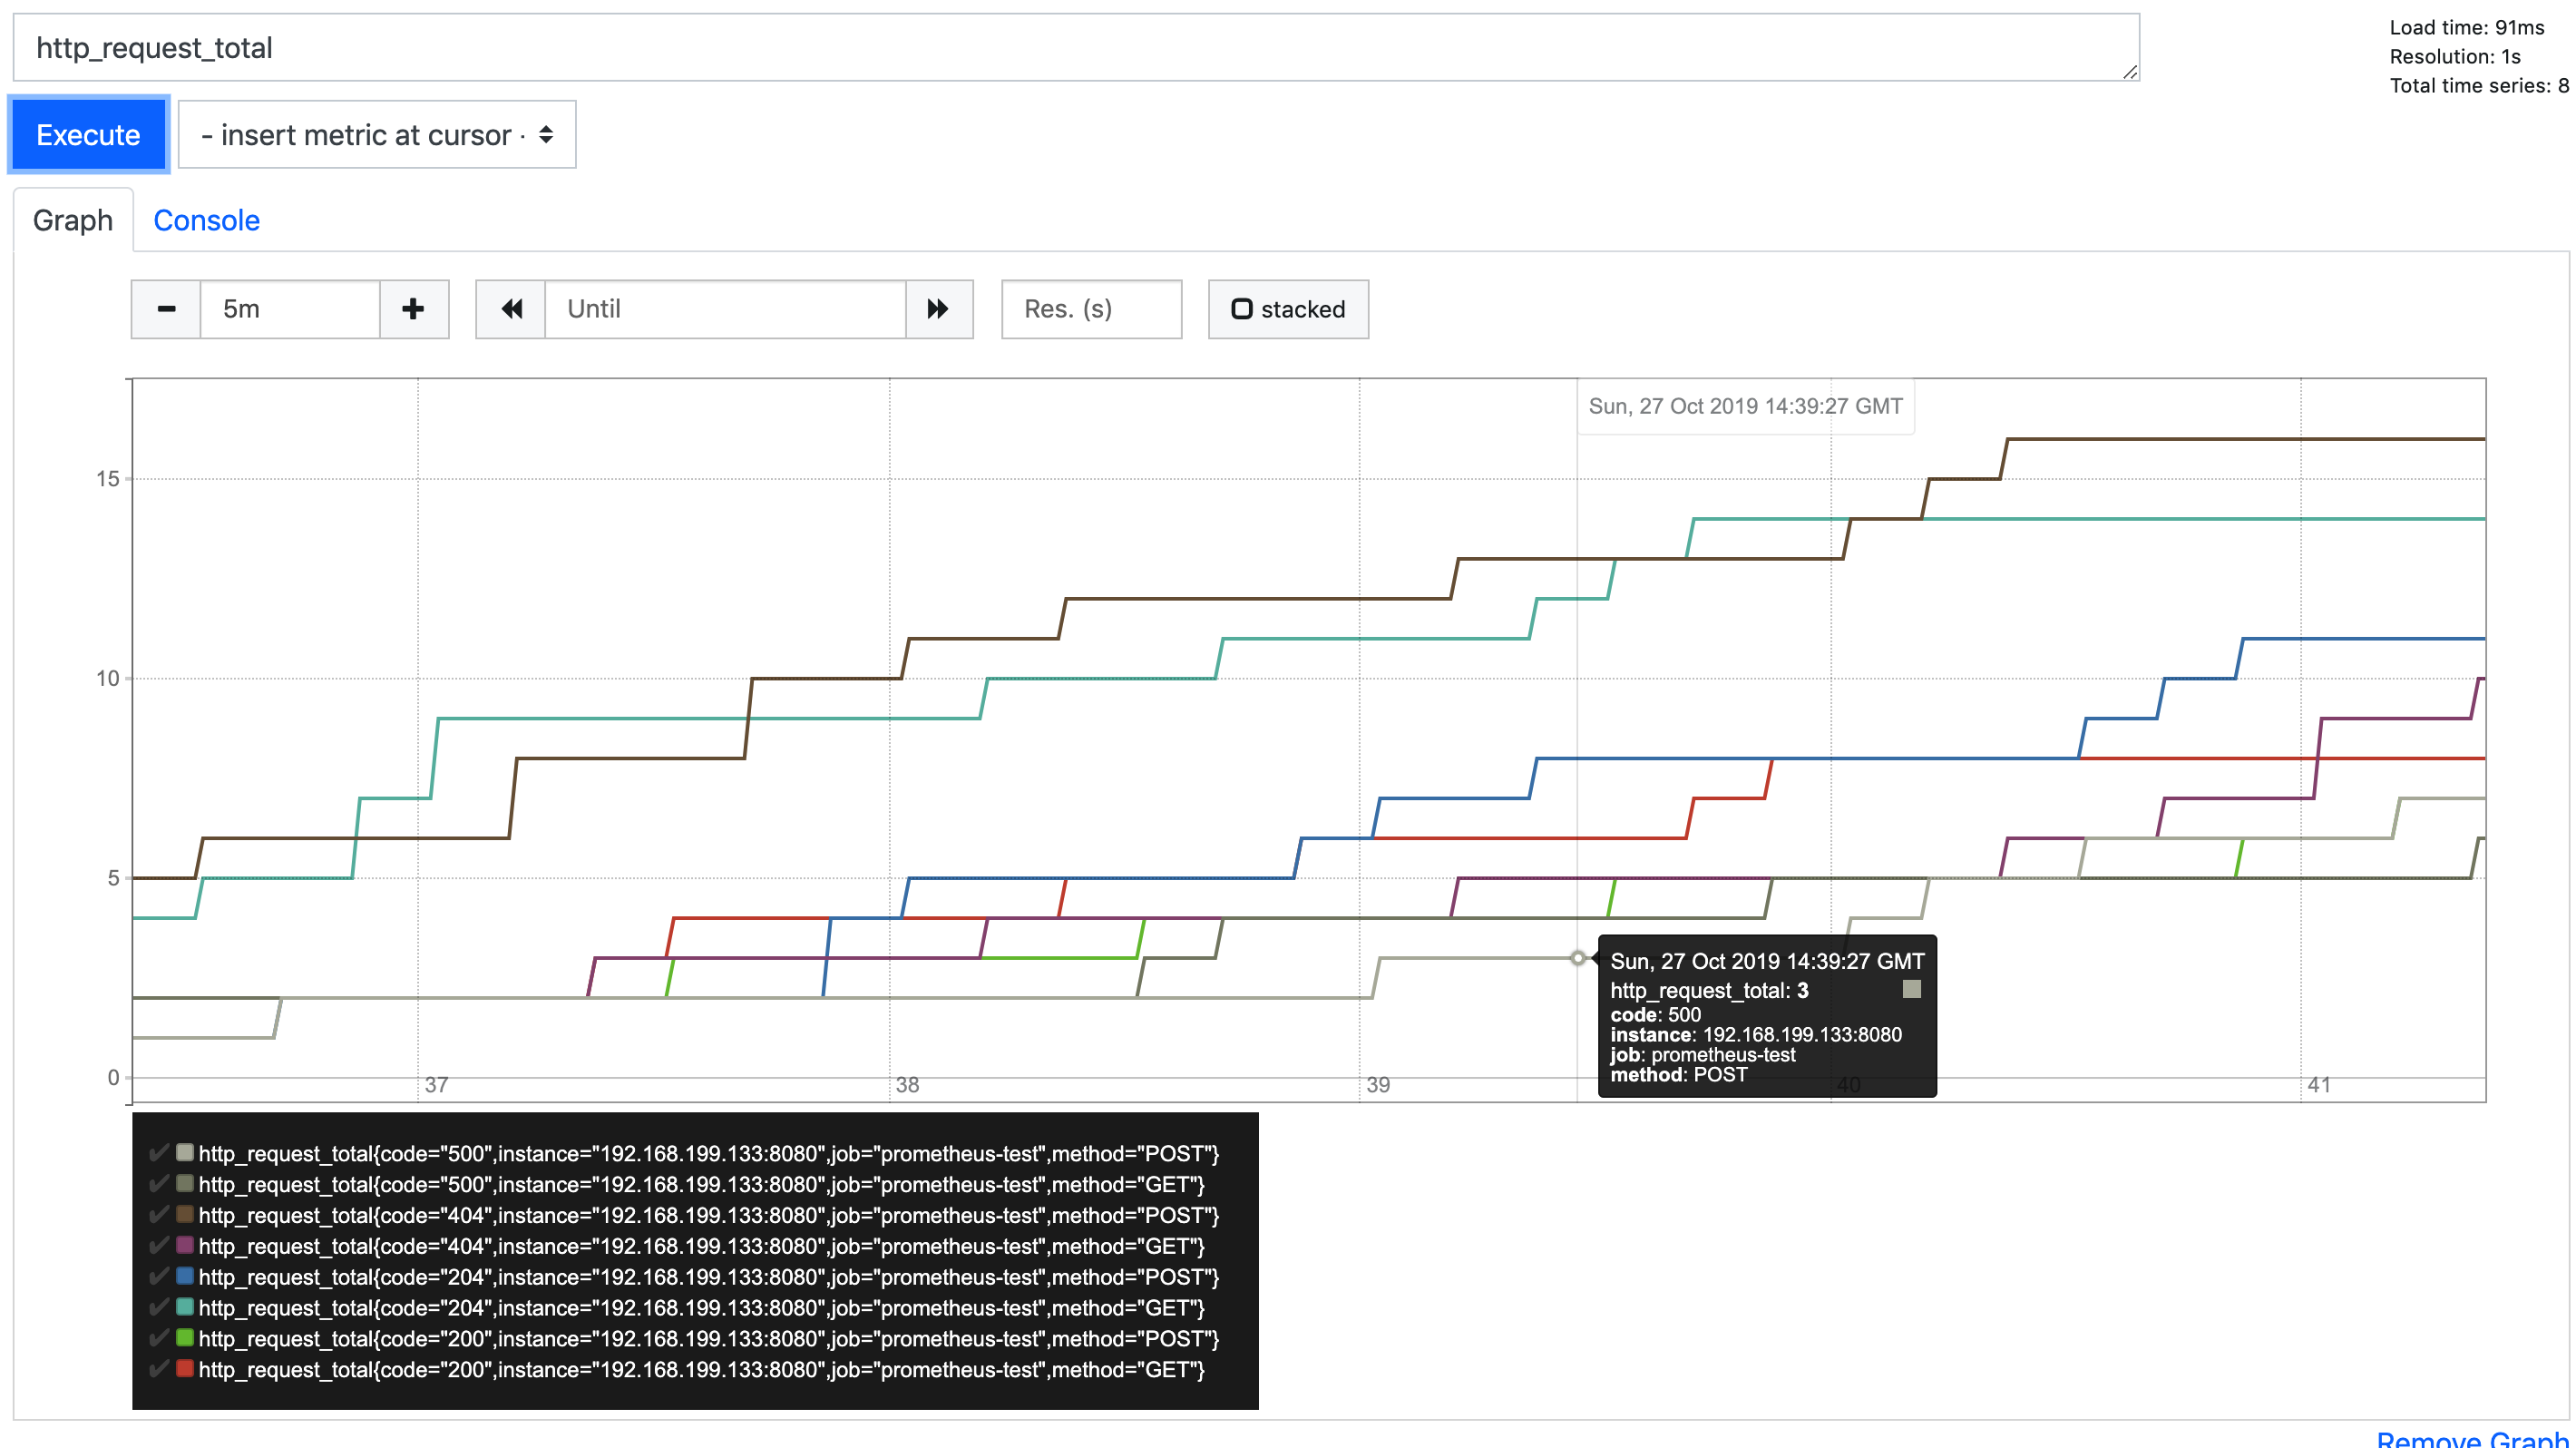 http_request_total
Load time: 91ms
Resolution: 1s
Total time series: 8
Execute
- insert metric at cursor -
Graph
Console
5m
Until
Res. (s)
stacked
Sun, 27 Oct 2019 14:39:27 GMT
15
10
5
0
37
38
39
40
41
Sun, 27 Oct 2019 14:39:27 GMT
http_request_total: 3
code: 500
instance: 192.168.199.133:8080
job: prometheus-test
method: POST
http_request_total{code="500",instance="192.168.199.133:8080",job="prometheus-test",method="POST"}
http_request_total{code="500",instance="192.168.199.133:8080",job="prometheus-test",method="GET"}
http_request_total{code="404",instance="192.168.199.133:8080",job="prometheus-test",method="POST"}
http_request_total{code="404",instance="192.168.199.133:8080",job="prometheus-test",method="GET"}
http_request_total{code="204",instance="192.168.199.133:8080",job="prometheus-test",method="POST"}
http_request_total{code="204",instance="192.168.199.133:8080",job="prometheus-test",method="GET"}
http_request_total{code="200",instance="192.168.199.133:8080",job="prometheus-test",method="POST"}
http_request_total{code="200",instance="192.168.199.133:8080",job="prometheus-test",method="GET"}
Remove Graph